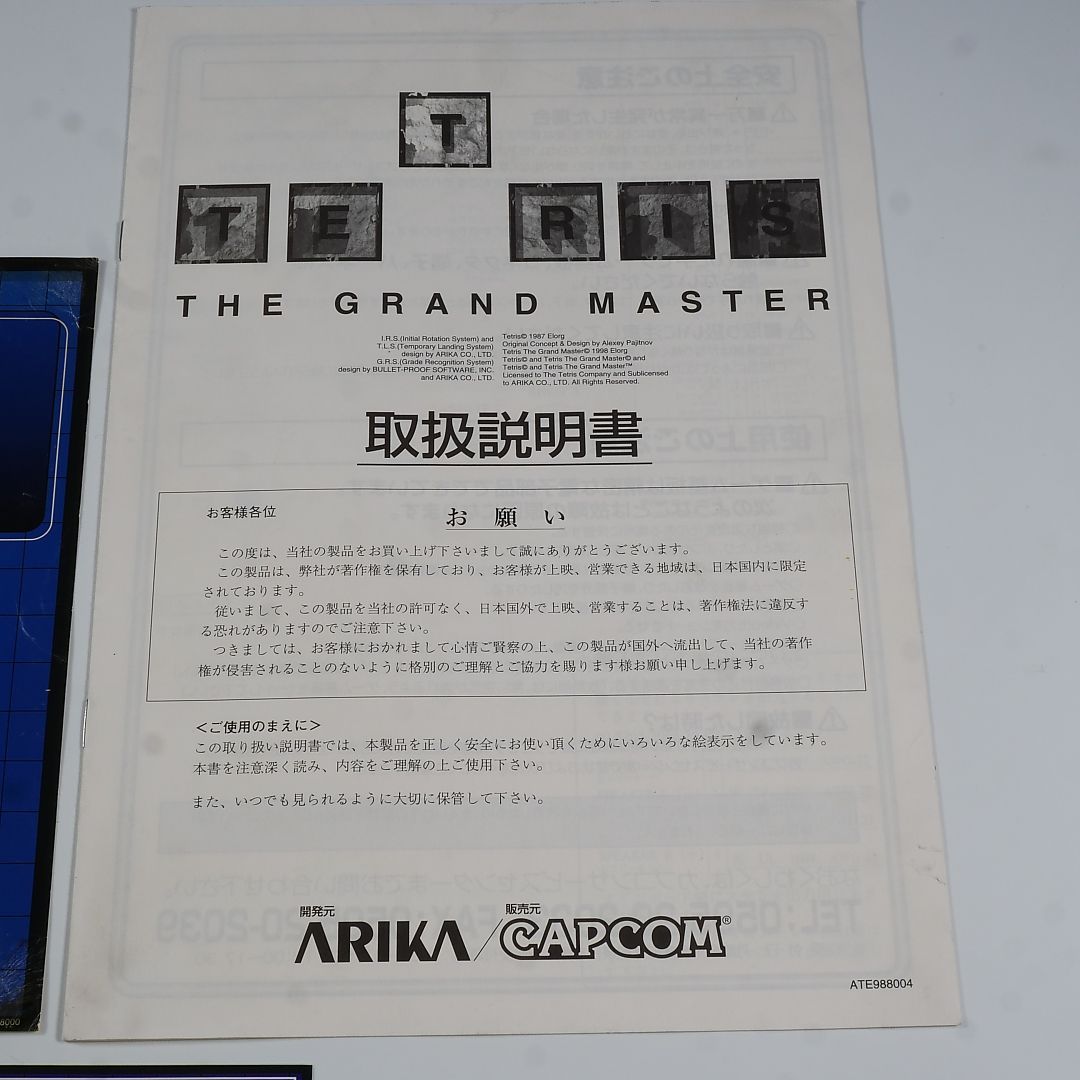 T
TE RIS
THE GRAND MASTER
I.R.S.(Initial Rotation System) and
T.L.S.(Temporary Landing System)
design by ARIKA CO., LTD.
G.R.S.(Grade Recognition System)
design by BULLET-PROOF SOFTWARE, INC.
and ARIKA CO., LTD.
Tetris© 1987 Elorg
Original Concept & Design by Alexey Pajitnov
Tetris The Grand Master© 1998 Elorg
Tetris© and Tetris The Grand Master© and
Tetris© and Tetris The Grand Master™
Licensed to The Tetris Company and Sublicensed
to ARIKA CO., LTD. All Rights Reserved.
取扱説明書
お客様各位
お 願 い
この度は、当社の製品をお買い上げ下さいまして誠にありがとうございます。
この製品は、弊社が著作権を保有しており、お客様が上映、営業できる地域は、日本国内に限定
されております。
従いまして、この製品を当社の許可なく、日本国外で上映、営業することは、著作権法に違反す
る恐れがありますのでご注意下さい。
つきましては、お客様におかれまして心情ご賢察の上、この製品が国外へ流出して、当社の著作
権が侵害されることのないように格別のご理解とご協力を賜ります様お願い申し上げます。
<ご使用のまえに>
この取り扱い説明書では、本製品を正しく安全にお使い頂くためにいろいろな絵表示をしています。
本書を注意深く読み、内容をご理解の上ご使用下さい。
また、いつでも見られるように大切に保管して下さい。
開発元 販売元
ARIKA/CAPCOM®
ATE988004